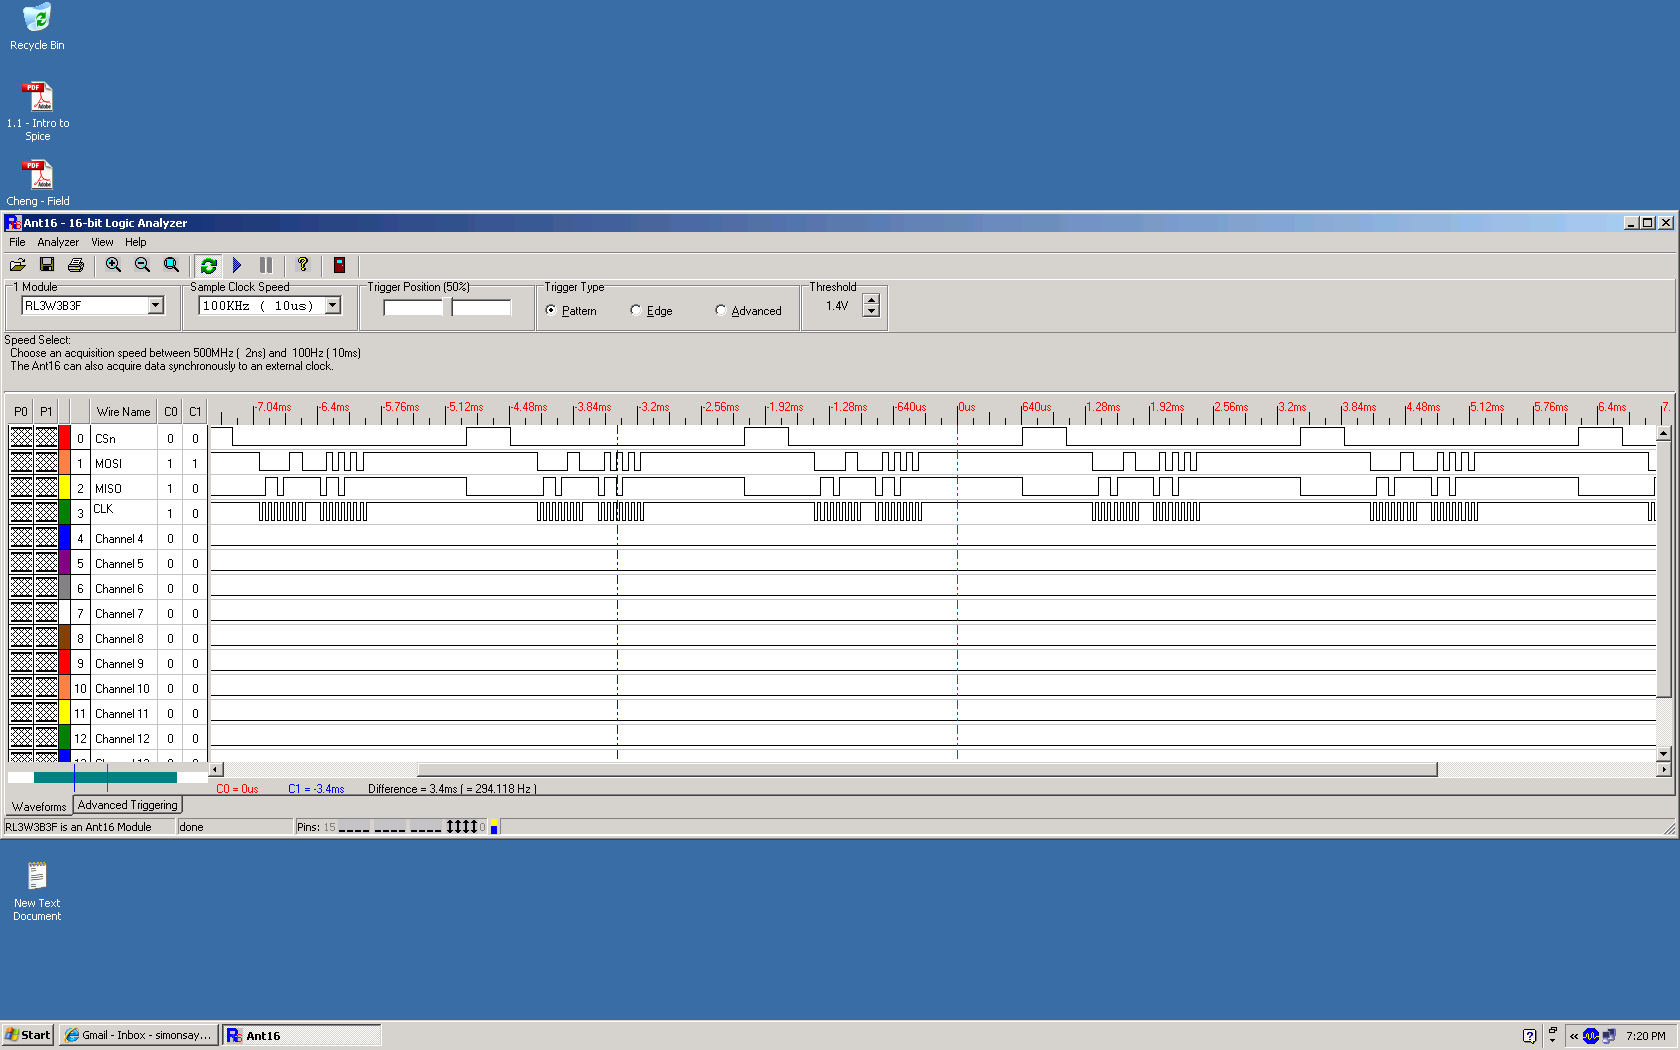 Recycle Bin
1.1 - Intro to
Spice
Cheng - Field
Ant16 - 16-bit Logic Analyzer
File Analyzer View Help
1 Module Sample Clock Speed Trigger Position (50%) Trigger Type Threshold
RL3W3B3F 100KHz ( 10us) Pattern Edge Advanced 1.4V
Speed Select:
Choose an acquisition speed between 500MHz ( 2ns) and 100Hz ( 10ms)
The Ant16 can also acquire data synchronously to an external clock.
P0 P1 Wire Name C0 C1 -7.04ms -6.4ms -5.76ms -5.12ms -4.48ms -3.84ms -3.2ms -2.56ms -1.92ms -1.28ms -640us 0us 640us 1.28ms 1.92ms 2.56ms 3.2ms 3.84ms 4.48ms 5.12ms 5.76ms 6.4ms 7.
0 CSn 0 0
1 MOSI 1 1
2 MISO 1 0
3 CLK 1 0
4 Channel 4 0 0
5 Channel 5 0 0
6 Channel 6 0 0
7 Channel 7 0 0
8 Channel 8 0 0
9 Channel 9 0 0
10 Channel 10 0 0
11 Channel 11 0 0
12 Channel 12 0 0
C0 = 0us C1 = -3.4ms Difference = 3.4ms ( = 294.118 Hz )
Waveforms Advanced Triggering
RL3W3B3F is an Ant16 Module done Pins: 15 0
New Text
Document
Start Gmail - Inbox - simonsay... Ant16 7:20 PM